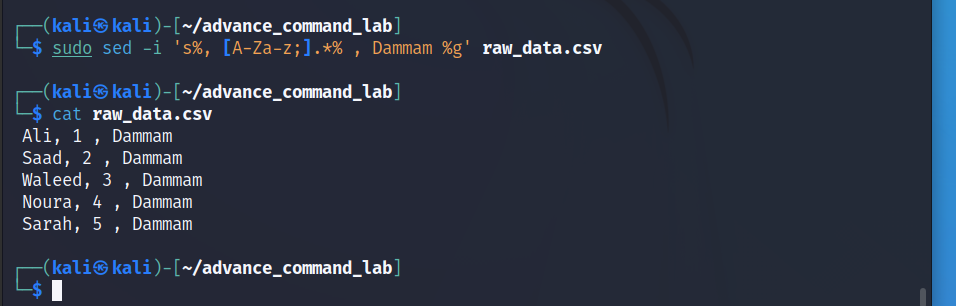 ┌──(kali㉿kali)-[~/advance_command_lab]
└─$ sudo sed -i 's%, [A-Za-z;].*% , Dammam %g' raw_data.csv
┌──(kali㉿kali)-[~/advance_command_lab]
└─$ cat raw_data.csv
Ali, 1 , Dammam
Saad, 2 , Dammam
Waleed, 3 , Dammam
Noura, 4 , Dammam
Sarah, 5 , Dammam
┌──(kali㉿kali)-[~/advance_command_lab]
└─$